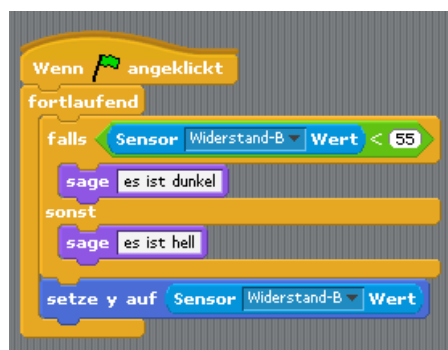 Wenn angeklickt
fortlaufend
falls Sensor Widerstand-B Wert < 55
sage es ist dunkel
sonst
sage es ist hell
setze y auf Sensor Widerstand-B Wert